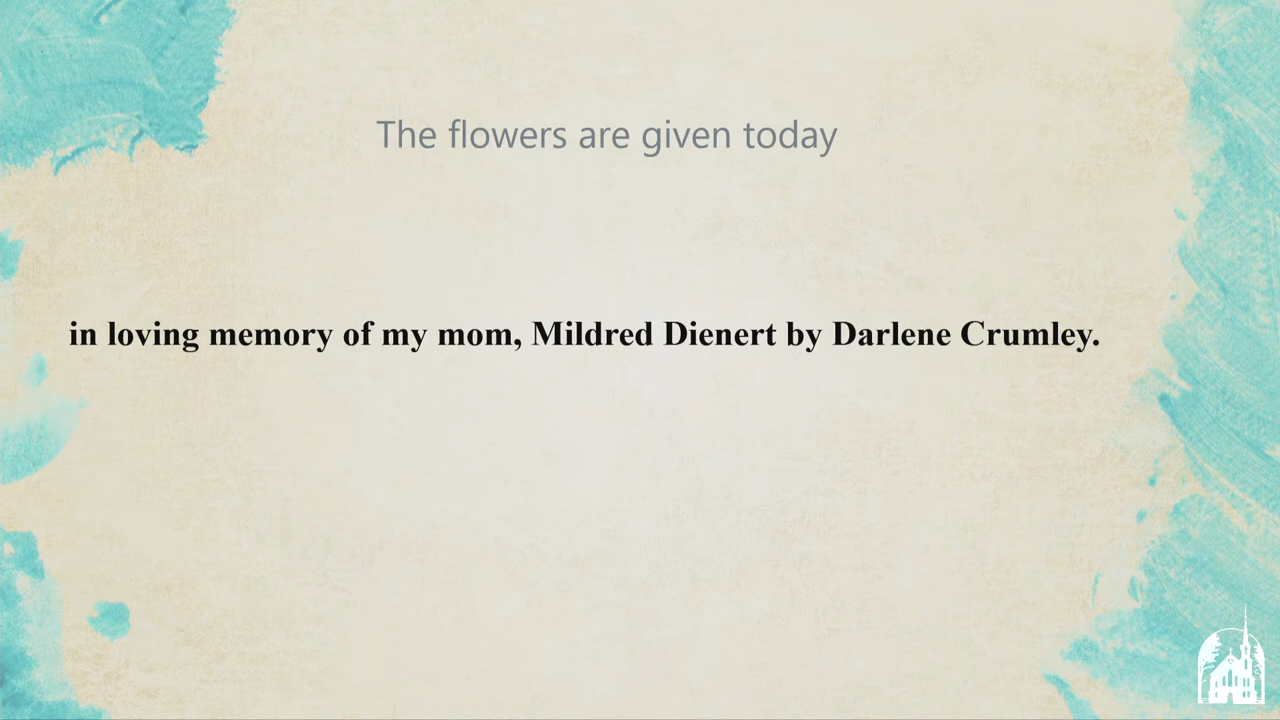 The flowers are given today
in loving memory of my mom, Mildred Dienert by Darlene Crumley.